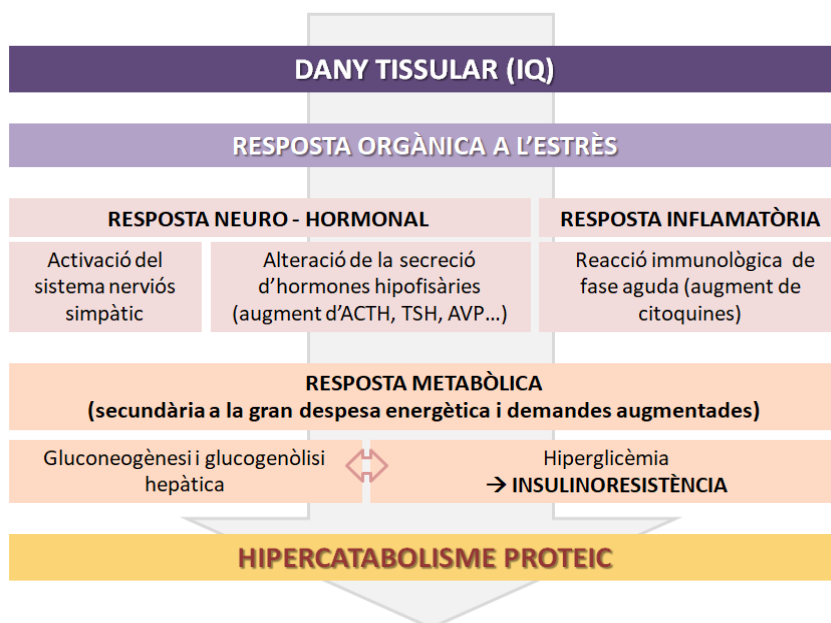 DANY TISSULAR (IQ)
RESPOSTA ORGÀNICA A L'ESTRÈS
RESPOSTA NEURO - HORMONAL
RESPOSTA INFLAMATÒRIA
Activació del
sistema nerviós
simpàtic
Alteració de la secreció
d'hormones hipofisàries
(augment d'ACTH, TSH, AVP...)
Reacció immunològica de
fase aguda (augment de
citoquines)
RESPOSTA METABÒLICA
(secundària a la gran despesa energètica i demandes augmentades)
Gluconeogènesi i glucogenòlisi
hepàtica
Hiperglicèmia
→ INSULINORESISTÈNCIA
HIPERCATABOLISME PROTEIC